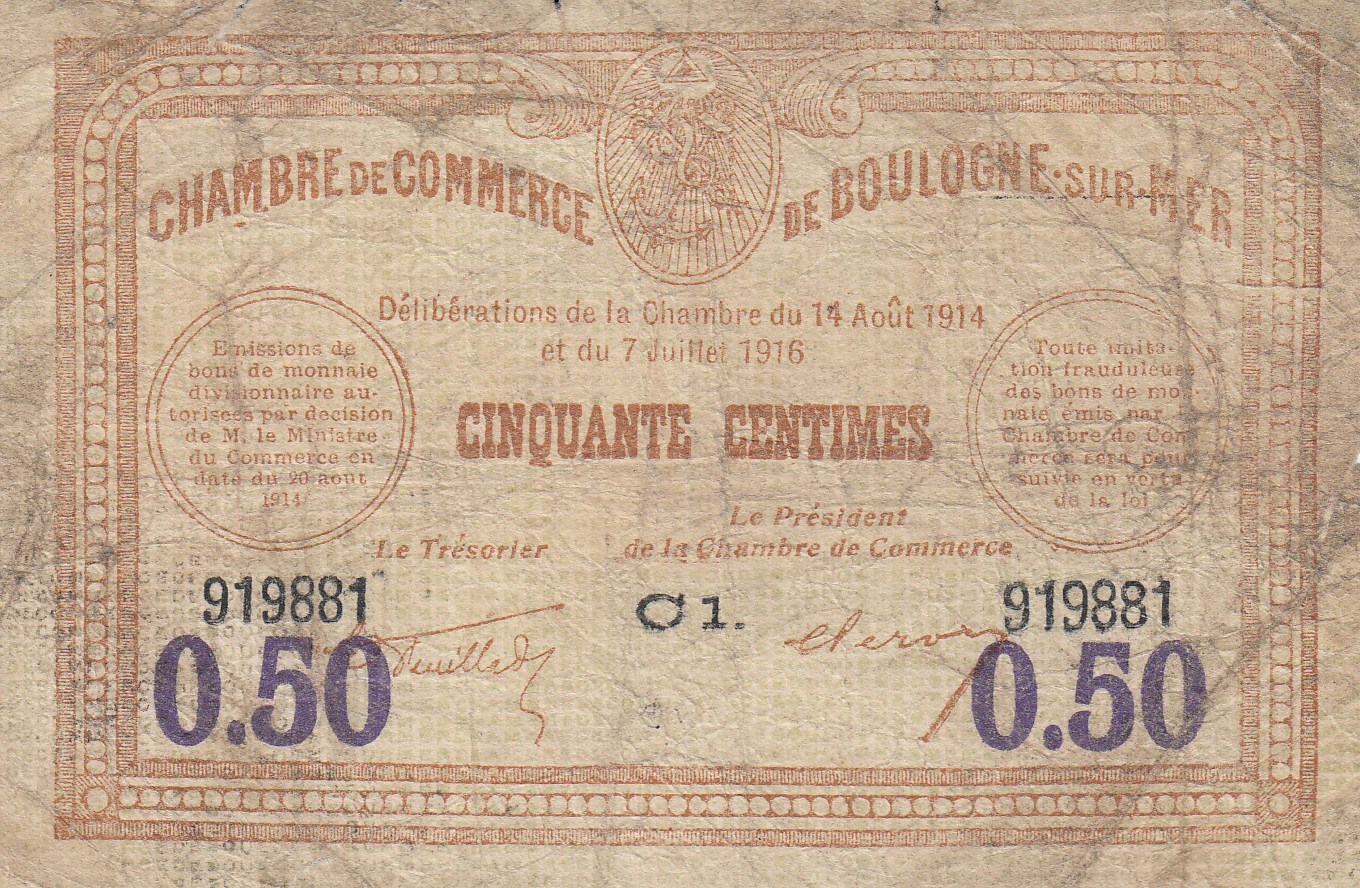 CHAMBRE DE COMMERCE DE BOULOGNE·SUR·MER
Délibérations de la Chambre du 14 Août 1914
et du 7 Juillet 1916
Emissions de
bons de monnaie
divisionnaire au-
torisees par decision
de M. le Ministre
du Commerce en
date du 20 aout
1914
CINQUANTE CENTIMES
Toute imita-
tion frauduleuse
des bons de mon-
naie émis par
Chambre de Com-
merce sera pour
suivie en vertu
de la loi
Le Trésorier
Le Président
de la Chambre de Commerce
919881
C 1.
919881
0.50
0.50